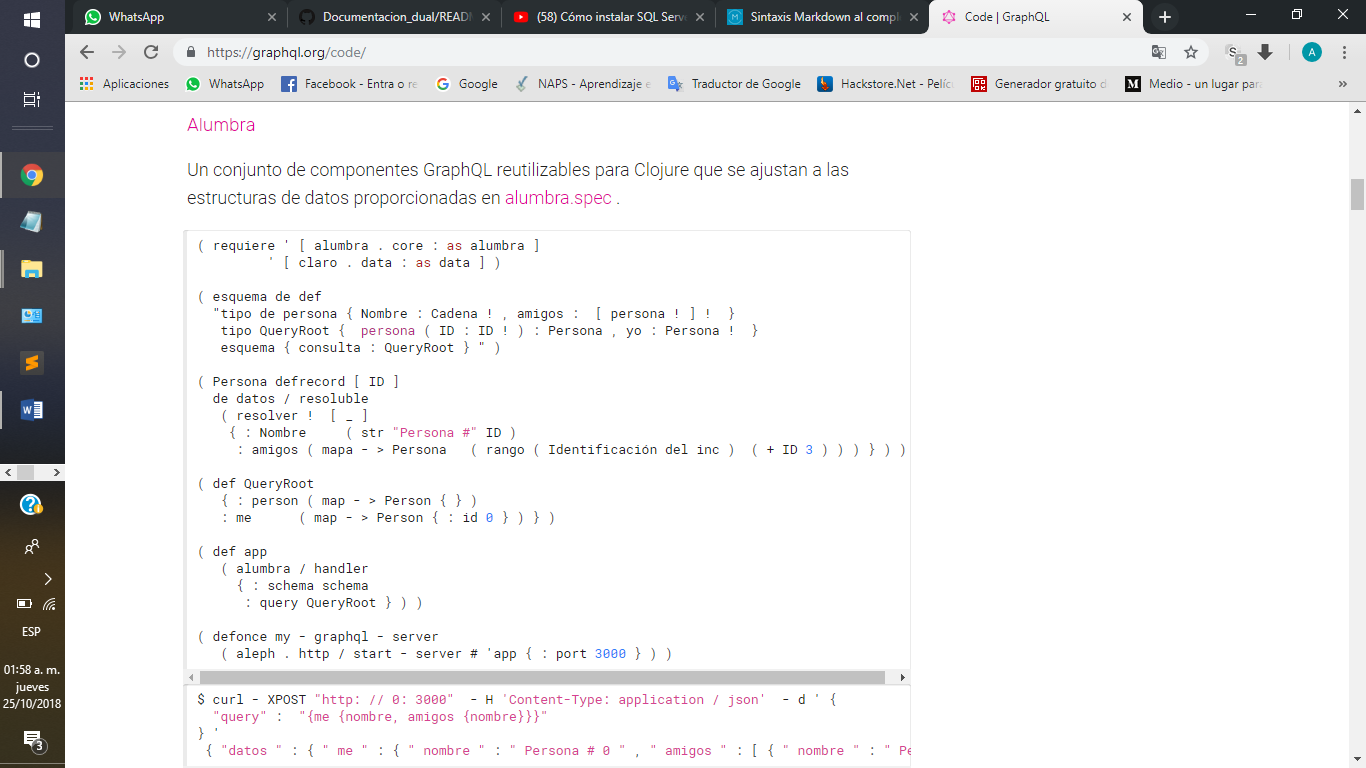 WhatsApp
Documentacion_dual/READ
(58) Cómo instalar SQL Serv
Sintaxis Markdown al compl
Code | GraphQL
https://graphql.org/code/
Aplicaciones
WhatsApp
Facebook - Entra o re
Google
NAPS - Aprendizaje e
Traductor de Google
Hackstore.Net - Pelíc
Generador gratuito d
Medio - un lugar par
Alumbra
Un conjunto de componentes GraphQL reutilizables para Clojure que se ajustan a las
estructuras de datos proporcionadas en alumbra.spec .
( requiere ' [ alumbra . core : as alumbra ]
' [ claro . data : as data ] )
( esquema de def
"tipo de persona { Nombre : Cadena ! , amigos : [ persona ! ] ! }
tipo QueryRoot { persona ( ID : ID ! ) : Persona , yo : Persona ! }
esquema { consulta : QueryRoot } " )
( Persona defrecord [ ID ]
de datos / resoluble
( resolver ! [ _ ]
{ : Nombre ( str "Persona #" ID )
: amigos ( mapa - > Persona ( rango ( Identificación del inc ) ( + ID 3 ) ) ) } ) )
( def QueryRoot
{ : person ( map - > Person { } )
: me ( map - > Person { : id 0 } ) } )
( def app
( alumbra / handler
{ : schema schema
: query QueryRoot } ) )
( defonce my - graphql - server
( aleph . http / start - server # 'app { : port 3000 } ) )
$ curl - XPOST "http: // 0: 3000" - H 'Content-Type: application / json' - d ' {
"query" : "{me {nombre, amigos {nombre}}}"
} '
{ "datos " : { " me " : { " nombre " : " Persona # 0 " , " amigos " : [ { " nombre " : " Pe
ESP
01:58 a. m.
jueves
25/10/2018
3
A
S
2